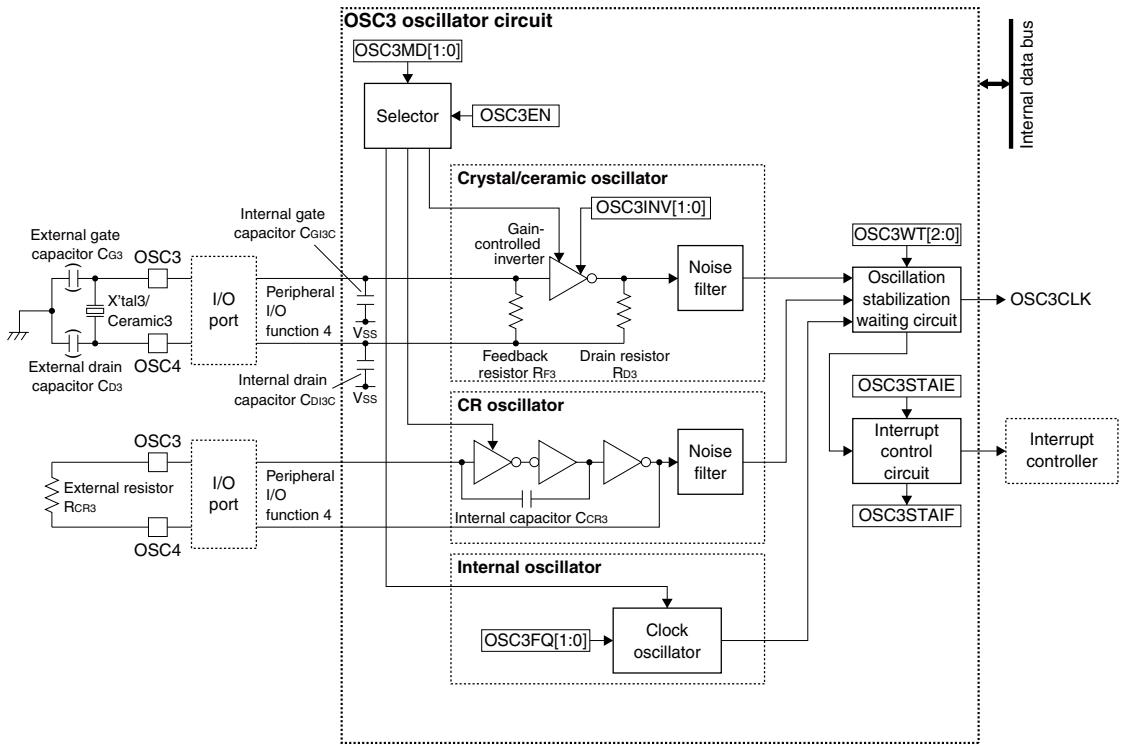 OSC3 oscillator circuit
OSC3MD[1:0]
Selector
OSC3EN
Internal data bus
Crystal/ceramic oscillator
OSC3INV[1:0]
Gain-
controlled
inverter
Noise
filter
Feedback
resistor RF3
Drain resistor
RD3
Internal gate
capacitor CGI3C
VSS
Internal drain
capacitor CDI3C
VSS
External gate
capacitor CG3
OSC3
X'tal3/
Ceramic3
OSC4
External drain
capacitor CD3
I/O
port
Peripheral
I/O
function 4
OSC3WT[2:0]
Oscillation
stabilization
waiting circuit
OSC3CLK
OSC3STAIE
Interrupt
control
circuit
OSC3STAIF
Interrupt
controller
CR oscillator
Noise
filter
Internal capacitor CCR3
OSC3
External resistor
RCR3
OSC4
I/O
port
Peripheral
I/O
function 4
Internal oscillator
OSC3FQ[1:0]
Clock
oscillator